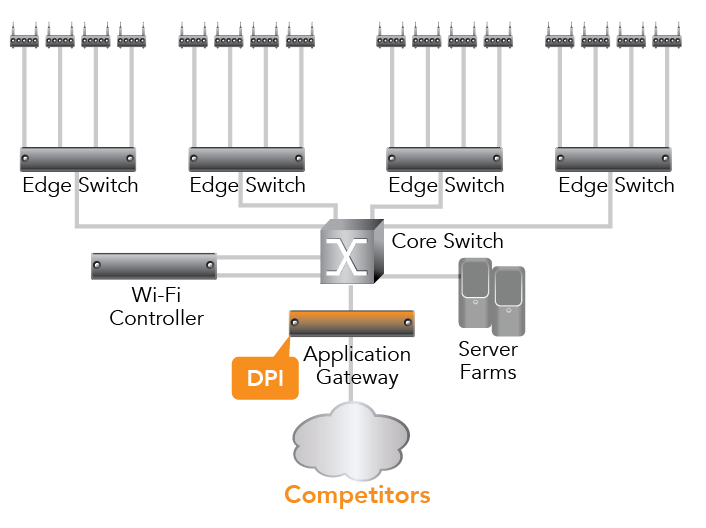 Edge Switch
Edge Switch
Edge Switch
Edge Switch
Core Switch
Wi-Fi
Controller
Server
Farms
Application
Gateway
DPI
Competitors